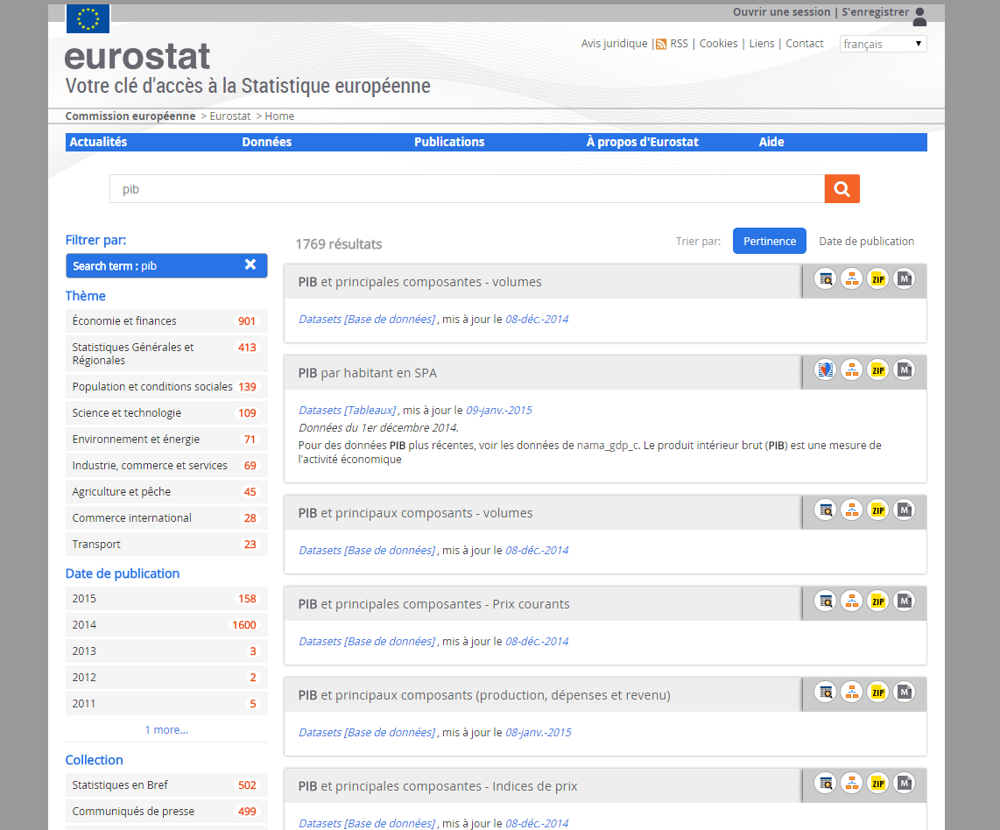 Ouvrir une session | S'enregistrer
Avis juridique | RSS | Cookies | Liens | Contact
français
eurostat
Votre clé d'accès à la Statistique européenne
Commission européenne > Eurostat > Home
Actualités Données Publications À propos d'Eurostat Aide
pib
Filtrer par:
Search term : pib
Thème
Économie et finances 901
Statistiques Générales et
Régionales 413
Population et conditions sociales 139
Science et technologie 109
Environnement et énergie 71
Industrie, commerce et services 69
Agriculture et pêche 45
Commerce international 28
Transport 23
Date de publication
2015 158
2014 1600
2013 3
2012 2
2011 5
1 more...
Collection
Statistiques en Bref 502
Communiqués de presse 499
1769 résultats
Trier par: Pertinence Date de publication
PIB et principales composantes - volumes
ZIP M
Datasets [Base de données] , mis à jour le 08-déc.-2014
PIB par habitant en SPA
ZIP M
Datasets [Tableaux] , mis à jour le 09-janv.-2015
Données du 1er décembre 2014.
Pour des données PIB plus récentes, voir les données de nama_gdp_c. Le produit intérieur brut (PIB) est une mesure de
l'activité économique
PIB et principaux composants - volumes
ZIP M
Datasets [Base de données] , mis à jour le 08-déc.-2014
PIB et principales composantes - Prix courants
ZIP M
Datasets [Base de données] , mis à jour le 08-déc.-2014
PIB et principaux composants (production, dépenses et revenu)
ZIP M
Datasets [Base de données] , mis à jour le 08-janv.-2015
PIB et principales composantes - Indices de prix
ZIP M
Datasets [Base de données] , mis à jour le 08-déc.-2014